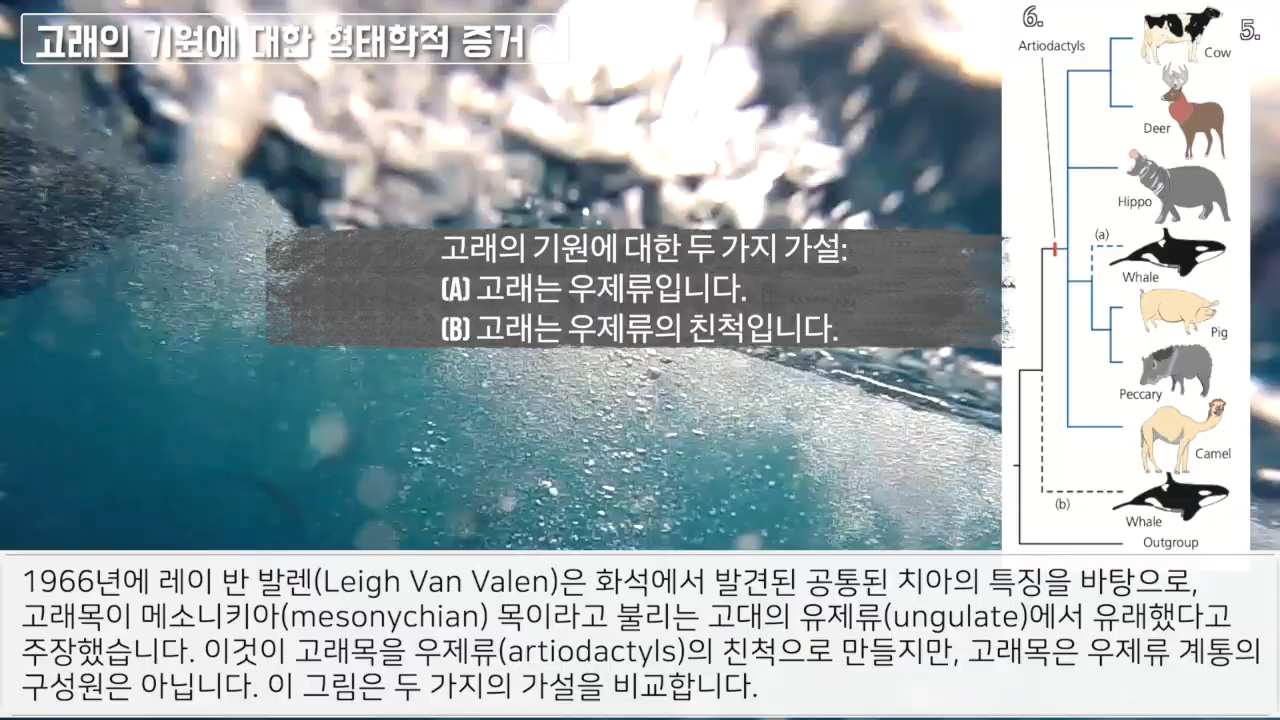 고래의 기원에 대한 형태학적 증거
6.
5.
Artiodactyls
Cow
Deer
Hippo
(a)
Whale
Pig
Peccary
Camel
Whale
(b)
Outgroup
고래의 기원에 대한 두 가지 가설:
(A) 고래는 우제류입니다.
(B) 고래는 우제류의 친척입니다.
1966년에 레이 반 발렌(Leigh Van Valen)은 화석에서 발견된 공통된 치아의 특징을 바탕으로,
고래목이 메소니키아(mesonychian) 목이라고 불리는 고대의 유제류(ungulate)에서 유래했다고
주장했습니다. 이것이 고래목을 우제류(artiodactyls)의 친척으로 만들지만, 고래목은 우제류 계통의
구성원은 아닙니다. 이 그림은 두 가지의 가설을 비교합니다.